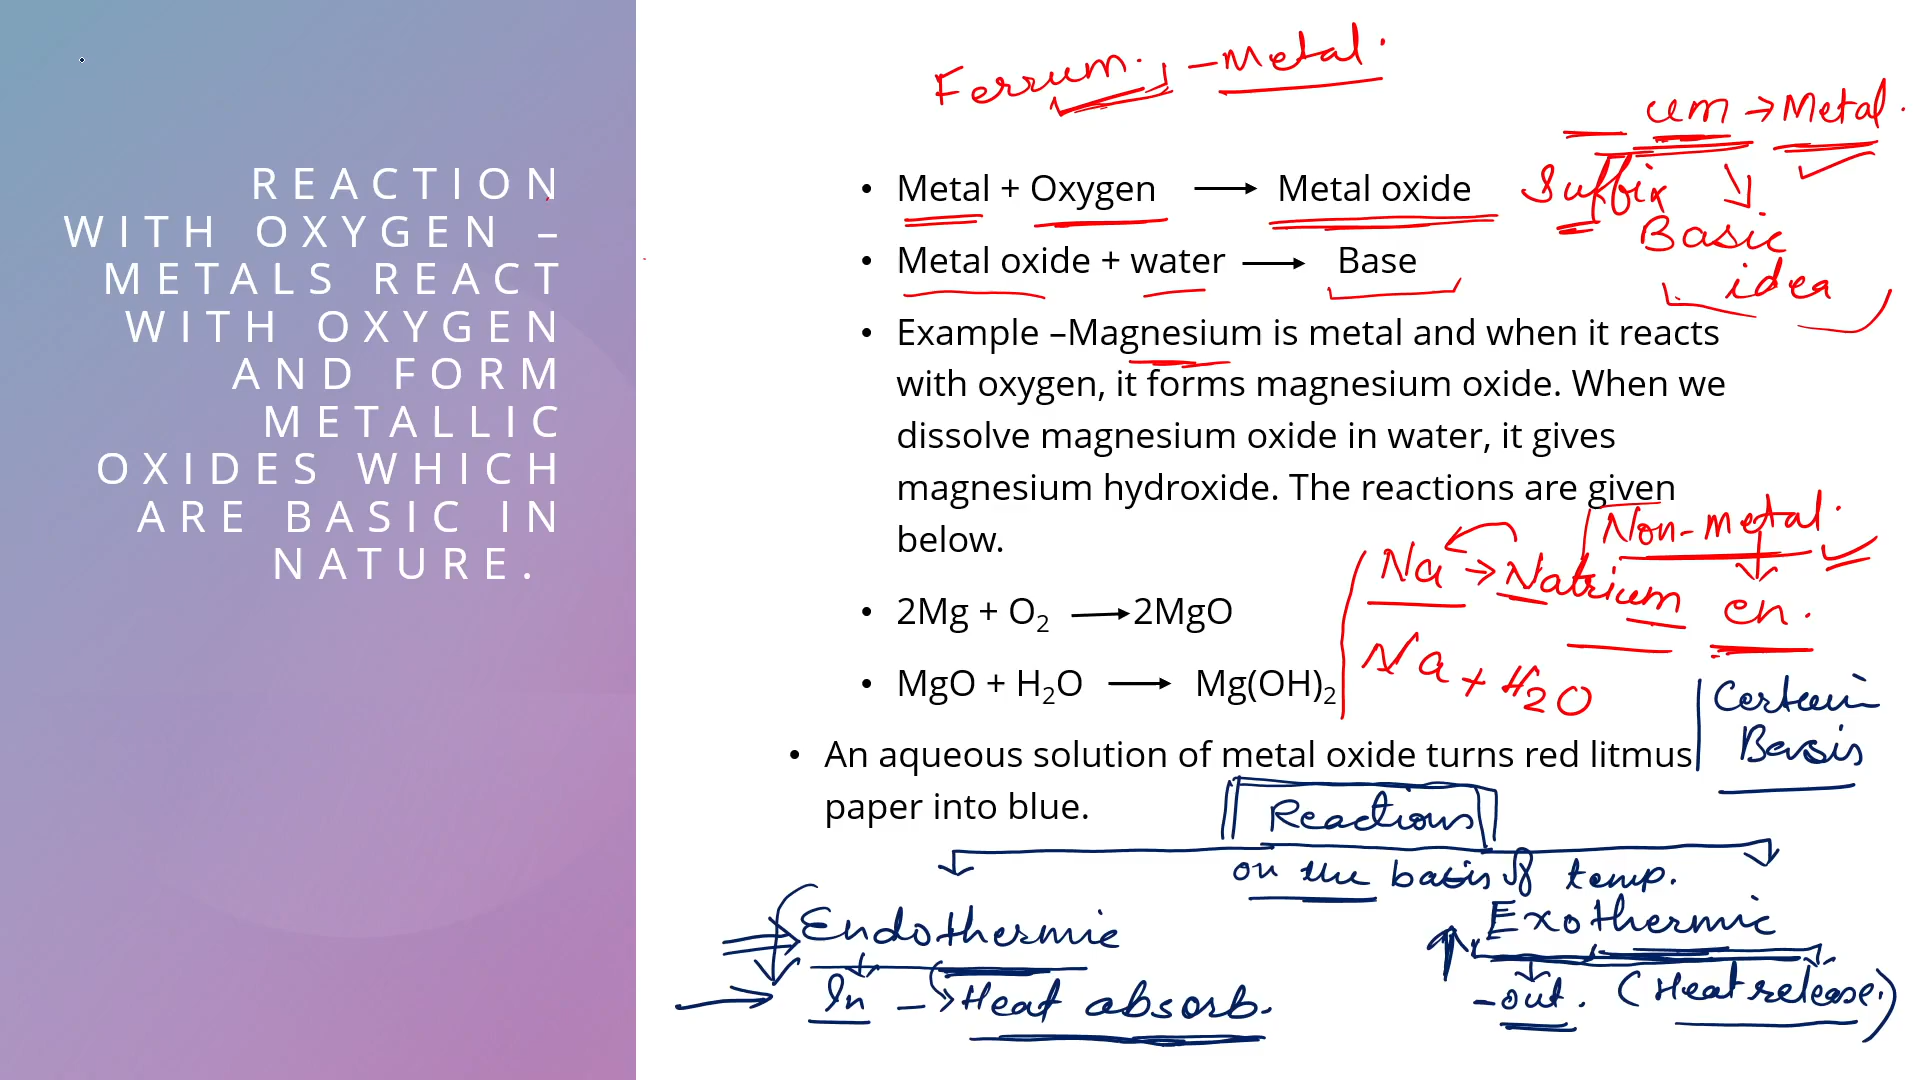 REACTION
WITH OXYGEN –
METALS REACT
WITH OXYGEN
AND FORM
METALLIC
OXIDES WHICH
ARE BASIC IN
NATURE.
Ferrum. – Metal.
um → Metal.
Suffix
Basic
idea
• Metal + Oxygen ⟶ Metal oxide
• Metal oxide + water ⟶ Base
• Example –Magnesium is metal and when it reacts
with oxygen, it forms magnesium oxide. When we
dissolve magnesium oxide in water, it gives
magnesium hydroxide. The reactions are given
below.
Non-metal.
Na → Natrium
en.
• 2Mg + O₂ ⟶ 2MgO
Na + H₂O
• MgO + H₂O ⟶ Mg(OH)₂
Certain
Basis
• An aqueous solution of metal oxide turns red litmus
paper into blue.
Reactions
on the basis of temp.
Endothermic
Exothermic
In → Heat absorb.
– out. (Heat release.)